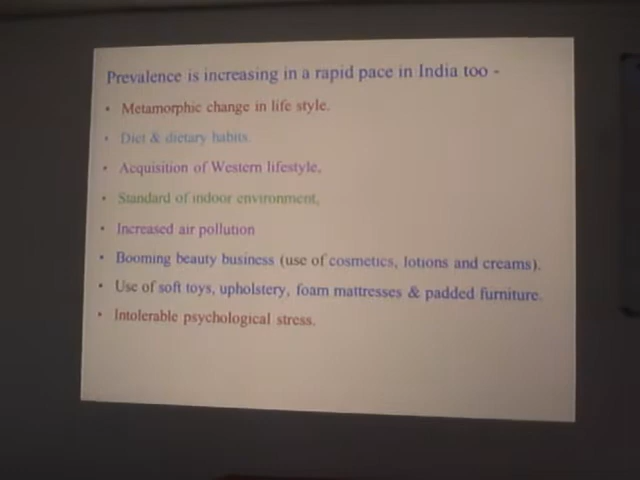 Prevalence is increasing in a rapid pace in India too -
• Metamorphic change in life style.
• Diet & dietary habits.
• Acquisition of Western lifestyle,
• Standard of indoor environment,
• Increased air pollution
• Booming beauty business (use of cosmetics, lotions and creams).
• Use of soft toys, upholstery, foam mattresses & padded furniture.
• Intolerable psychological stress.